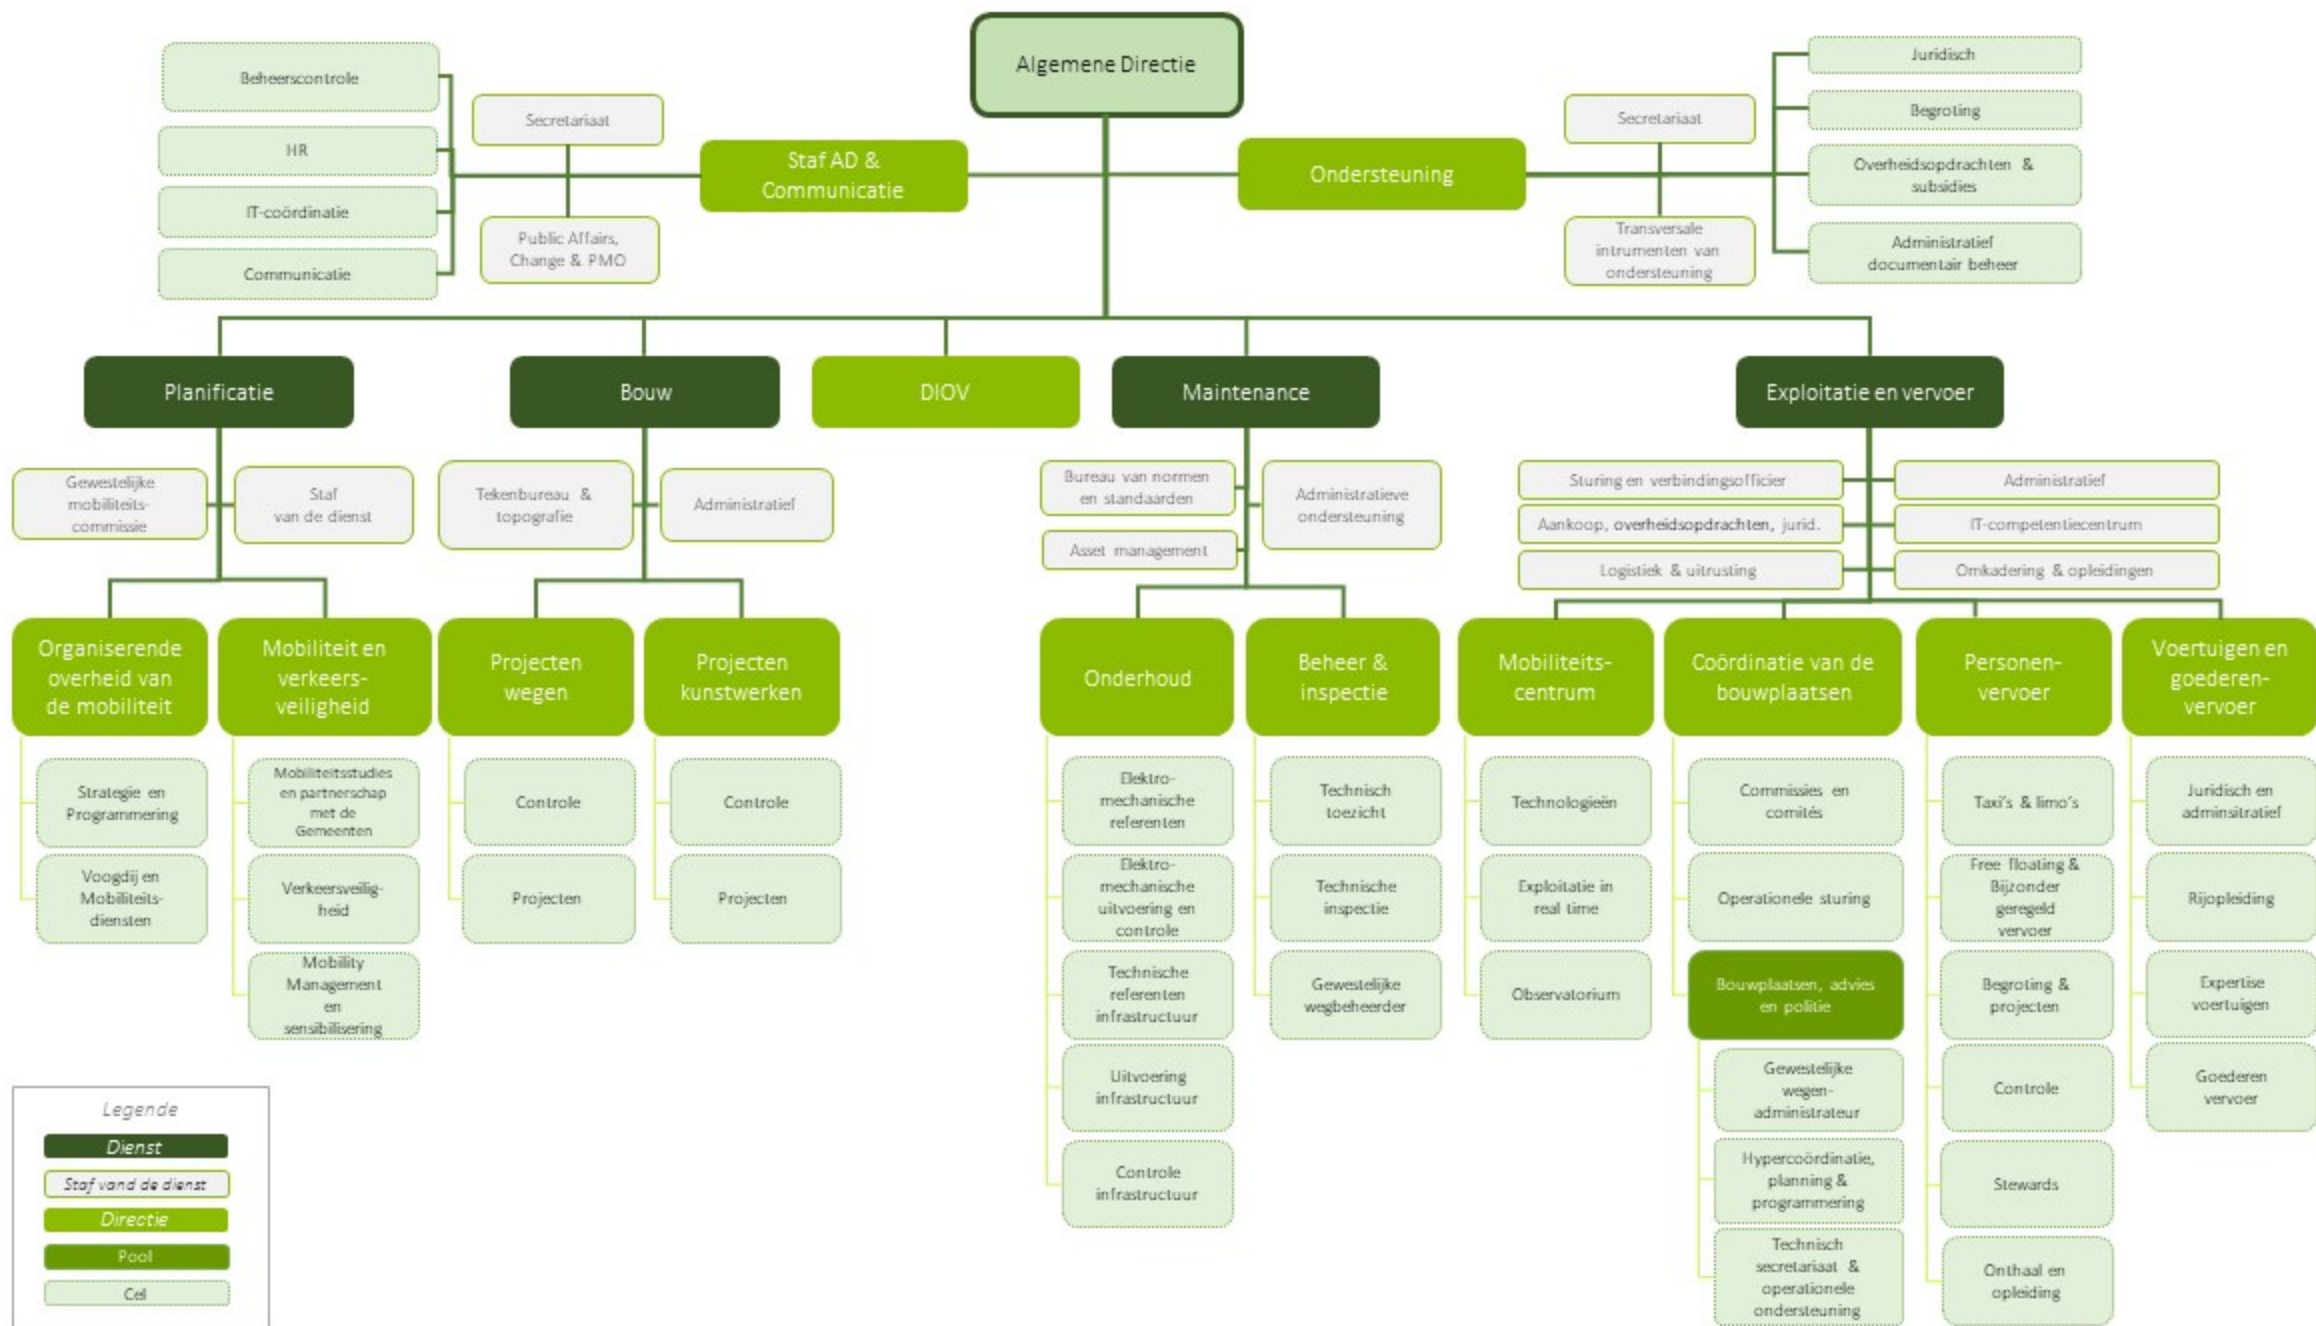 Algemene Directie
Beheerscontrole
HR
IT-coördinatie
Communicatie
Secretariaat
Public Affairs,
Change & PMO
Staf AD &
Communicatie
Ondersteuning
Secretariaat
Transversale
intrumenten van
ondersteuning
Juridisch
Begroting
Overheidsopdrachten &
subsidies
Administratief
documentair beheer
Planificatie
Bouw
DIOV
Maintenance
Exploitatie en vervoer
Gewestelijke
mobiliteits-
commissie
Staf
van de dienst
Tekenbureau &
topografie
Administratief
Bureau van normen
en standaarden
Asset management
Administratieve
ondersteuning
Sturing en verbindingsofficier
Aankoop, overheidsopdrachten, jurid.
Logistiek & uitrusting
Administratief
IT-competentiecentrum
Omkadering & opleidingen
Organiserende
overheid van
de mobiliteit
Strategie en
Programmering
Voogdij en
Mobiliteits-
diensten
Mobiliteit en
verkeers-
veiligheid
Mobiliteitsstudies
en partnerschap
met de
Gemeenten
Verkeersveilig-
heid
Mobility
Management
en
sensibilisering
Projecten
wegen
Controle
Projecten
Projecten
kunstwerken
Controle
Projecten
Onderhoud
Elektro-
mechanische
referenten
Elektro-
mechanische
uitvoering en
controle
Technische
referenten
infrastructuur
Uitvoering
infrastructuur
Controle
infrastructuur
Beheer &
inspectie
Technisch
toezicht
Technische
inspectie
Gewestelijke
wegbeheerder
Mobiliteits-
centrum
Technologieën
Exploitatie in
real time
Observatorium
Coördinatie van de
bouwplaatsen
Commissies en
comités
Operationele sturing
Bouwplaatsen, advies
en politie
Gewestelijke
wegen-
administrateur
Hypercoördinatie,
planning &
programmering
Technisch
secretariaat &
operationele
ondersteuning
Personen-
vervoer
Taxi's & limo's
Free floating &
Bijzonder
geregeld
vervoer
Begroting &
projecten
Controle
Stewards
Onthaal en
opleiding
Voertuigen en
goederen-
vervoer
Juridisch en
adminsitratief
Rijopleiding
Expertise
voertuigen
Goederen
vervoer
Legende
Dienst
Staf vand de dienst
Directie
Pool
Cel